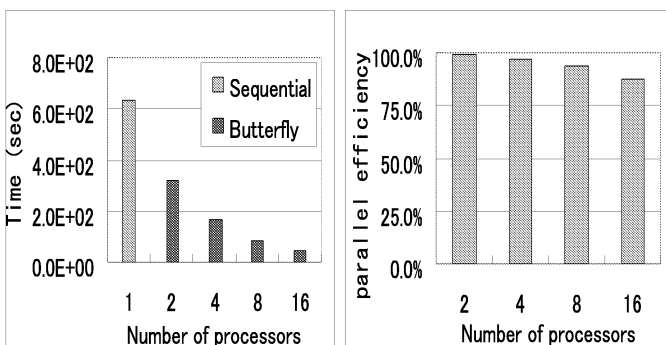 Time (sec)
8.0E+02
6.0E+02
4.0E+02
2.0E+02
0.0E+00
Sequential
Butterfly
1 2 4 8 16
Number of processors
parallel efficiency
100.0%
75.0%
50.0%
25.0%
0.0%
2 4 8 16
Number of processors